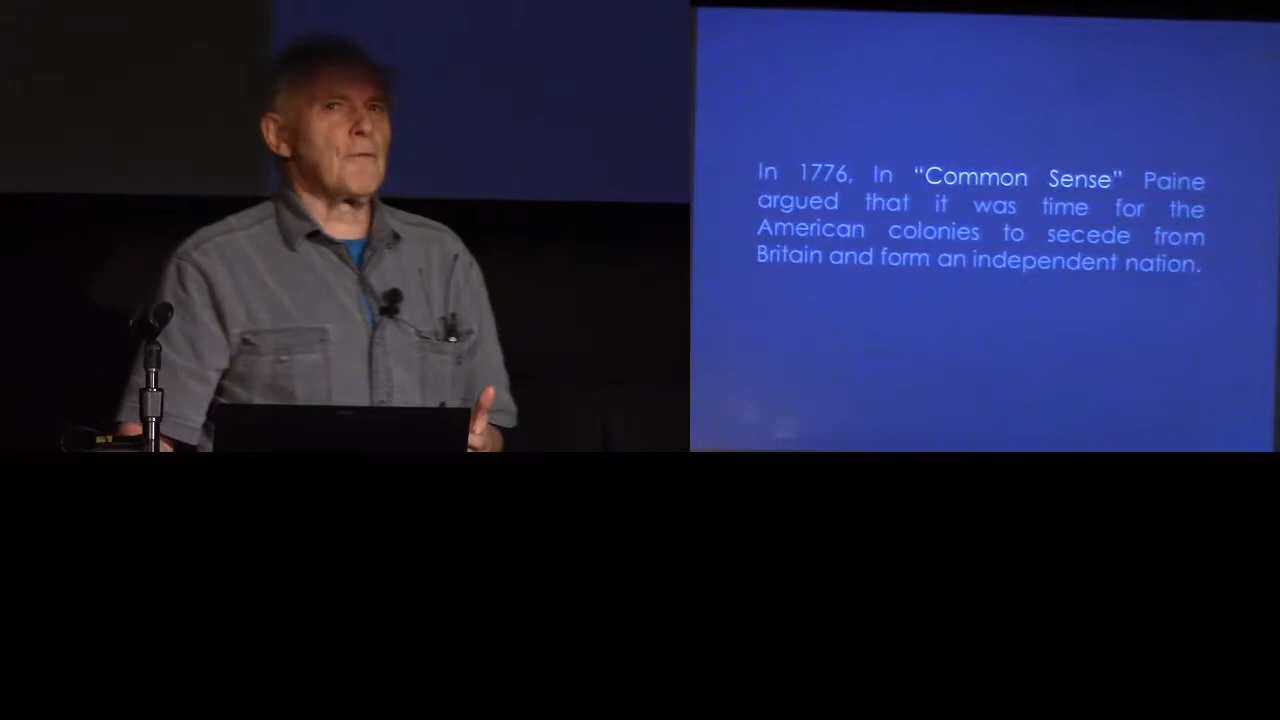 In 1776, In “Common Sense” Paine
argued that it was time for the
American colonies to secede from
Britain and form an independent nation.